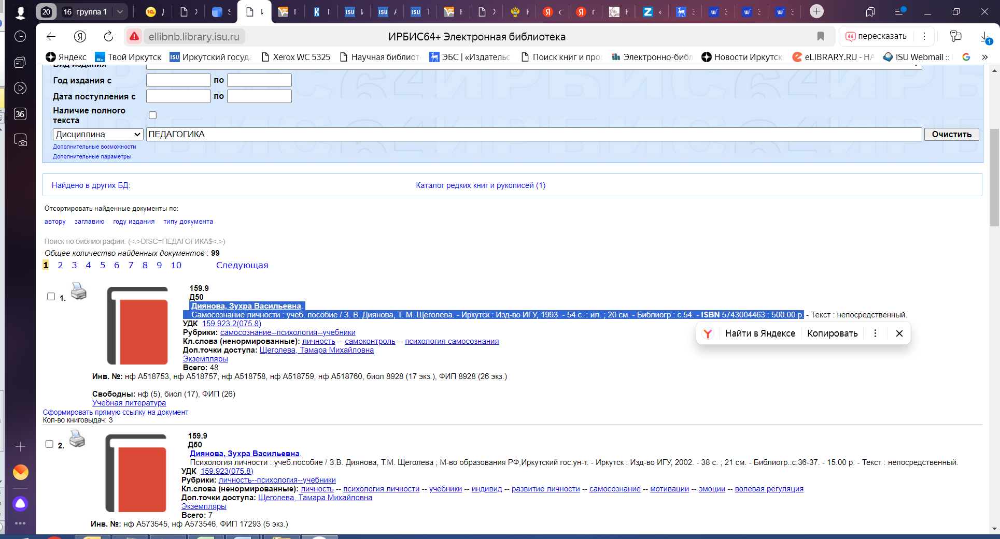 20 16 группа 1
ellibnb.library.isu.ru ИРБИС64+ Электронная библиотека пересказать
Яндекс Твой Иркутск Иркутский госуда Xerox WC 5325 Научная библиот ЭБС | «Издательс Поиск книг и про Электронно-библ Новости Иркутск eLIBRARY.RU - НА ISU Webmail ::
36
Вид издания
Год издания с по
Дата поступления с по
Наличие полного
текста
Дисциплина ПЕДАГОГИКА Очистить
Дополнительные возможности
Дополнительные параметры
Найдено в других БД: Каталог редких книг и рукописей (1)
Отсортировать найденные документы по:
автору заглавию году издания типу документа
Поиск по библиографии: (<.>DISC=ПЕДАГОГИКА$<.>)
Общее количество найденных документов : 99
1 2 3 4 5 6 7 8 9 10 Следующая
1. 159.9
Д50
Диянова, Зухра Васильевна.
Самосознание личности : учеб. пособие / З. В. Диянова, Т. М. Щеголева. - Иркутск : Изд-во ИГУ, 1993. - 54 с. : ил. ; 20 см. - Библиогр.: с.54. - ISBN 5743004463 : 500.00 р. - Текст : непосредственный.
УДК 159.923.2(075.8)
Найти в Яндексе Копировать
Рубрики: самосознание--психология--учебники
Кл.слова (ненормированные): личность -- самоконтроль -- психология самосознания
Доп.точки доступа: Щеголева, Тамара Михайловна
Экземпляры
Всего: 48
Инв. №: нф А518753, нф А518757, нф А518758, нф А518759, нф А518760, биол 8928 (17 экз.), ФИП 8928 (26 экз.)
Свободны: нф (5), биол (17), ФИП (26)
Учебная литература
Сформировать прямую ссылку на документ
Кол-во книговыдач: 3
2. 159.9
Д50
Диянова, Зухра Васильевна.
Психология личности : учеб.пособие / З.В. Диянова, Т.М. Щеголева ; М-во образования РФ,Иркутский гос.ун-т. - Иркутск : Изд-во ИГУ, 2002. - 38 с. ; 21 см. - Библиогр.:с.36-37. - 15.00 р. - Текст : непосредственный.
УДК 159.923(075.8)
Рубрики: личность--психология--учебники
Кл.слова (ненормированные): личность -- психология личности -- учебники -- индивид -- развитие личности -- самосознание -- мотивации -- эмоции -- волевая регуляция
Доп.точки доступа: Щеголева, Тамара Михайловна
Экземпляры
Всего: 7
Инв. №: нф А573545, нф А573546, ФИП 17293 (5 экз.)